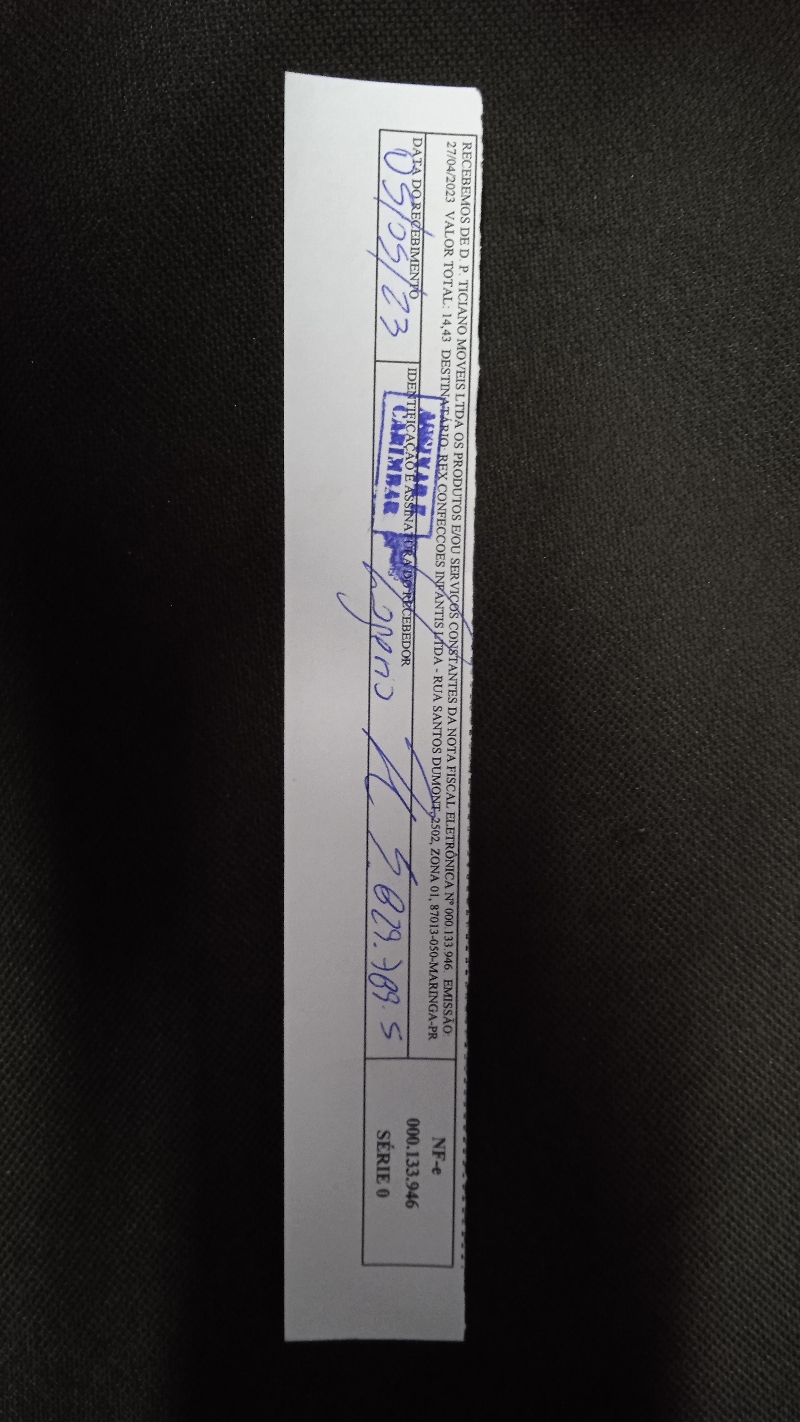 RECEBEMOS DE D. P. TICIANO MOVEIS LTDA OS PRODUTOS E/OU SERVIÇOS CONSTANTES DA NOTA FISCAL ELETRÔNICA Nº 000.133.946 EMISSÃO:
27/04/2023 VALOR TOTAL: 14,43 DESTINATÁRIO: REX CONFECCOES INFANTIS LTDA - RUA SANTOS DUMONT, 2502, ZONA 01, 87013-050-MARINGA-PR
DATA DO RECEBIMENTO
03/05/23
IDENTIFICAÇÃO E ASSINATURA DO RECEBEDOR
ASSINAR E
CARIMBAR
NF-e
000.133.946
SÉRIE 0